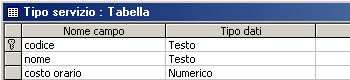 Tipo servizio : Tabella
Nome campo Tipo dati
codice Testo
nome Testo
costo orario Numerico